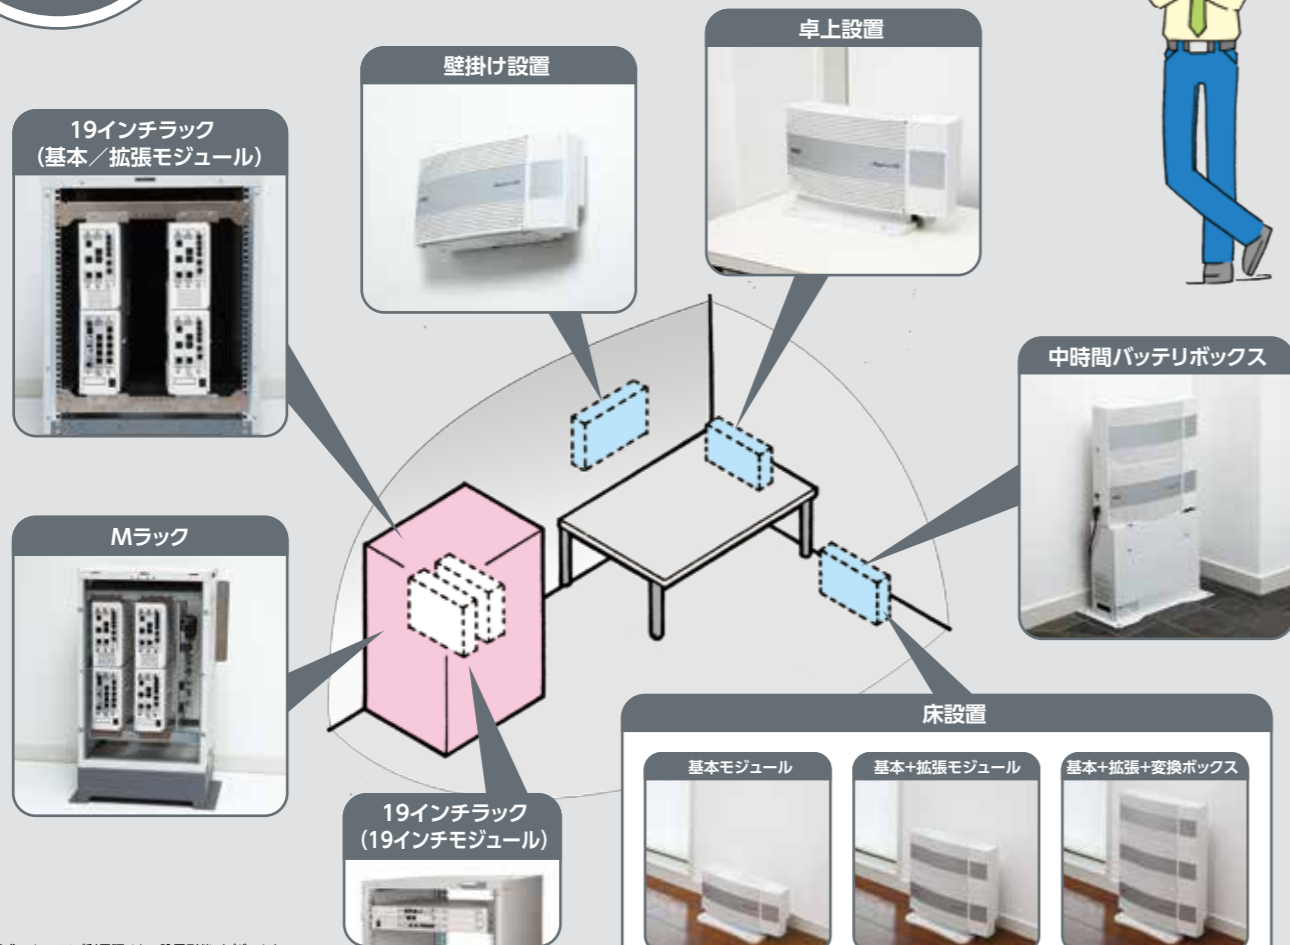 卓上設置
壁掛け設置
19インチラック
（基本／拡張モジュール）
中時間バッテリボックス
Mラック
床設置
基本モジュール
基本+拡張モジュール
基本+拡張+変換ボックス
19インチラック
（19インチモジュール）